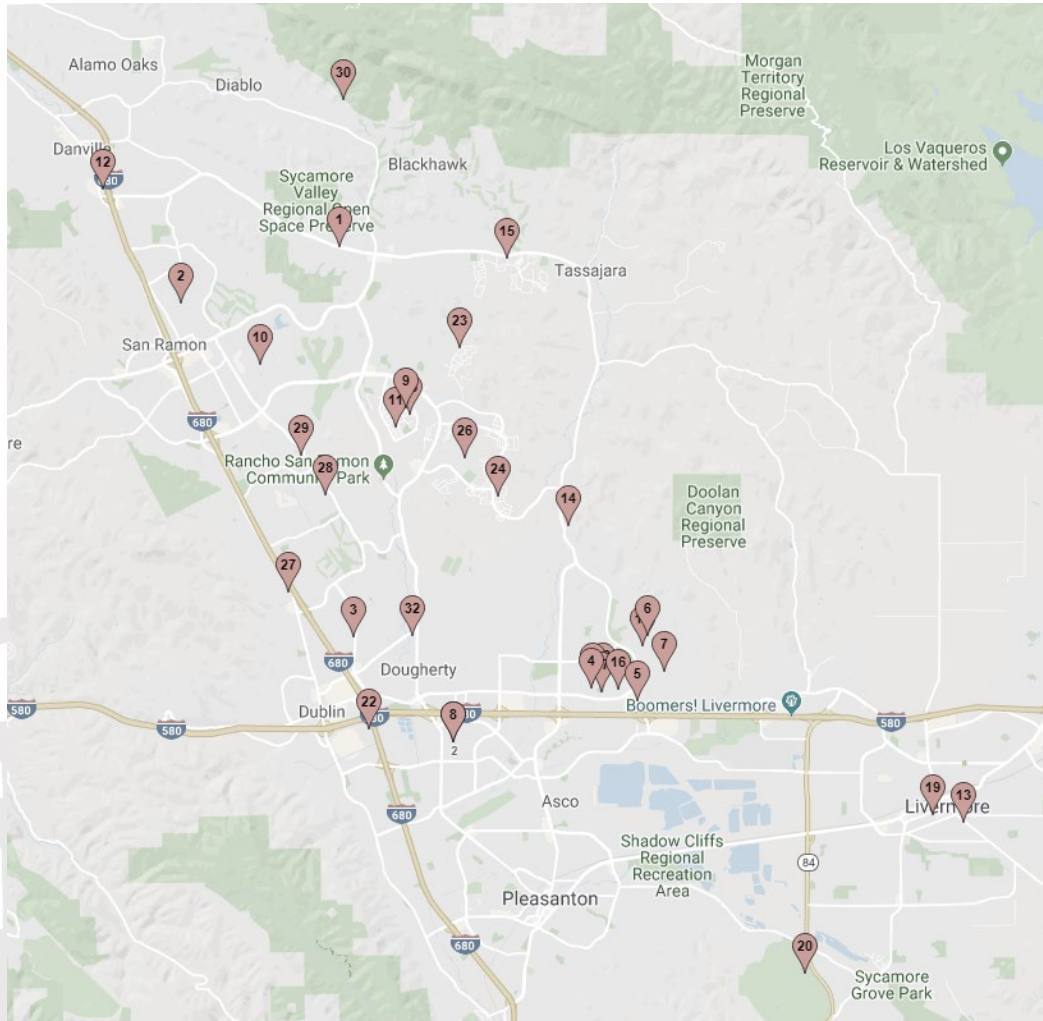 Alamo Oaks
Diablo
30
Morgan
Territory
Regional
Preserve
Danville
12
680
Blackhawk
Los Vaqueros
Reservoir & Watershed
Sycamore
Valley
Regional Open
Space Preserve
1
15
Tassajara
2
23
San Ramon
10
9
11
680
29
26
28
Rancho San Ramon
Community Park
24
14
Doolan
Canyon
Regional
Preserve
27
3
32
6
7
680
Dougherty
4
16
5
580
22
Dublin
8
2
Boomers! Livermore
580
580
19
13
Livermore
Asco
680
Shadow Cliffs
Regional
Recreation
Area
84
Pleasanton
680
20
Sycamore
Grove Park